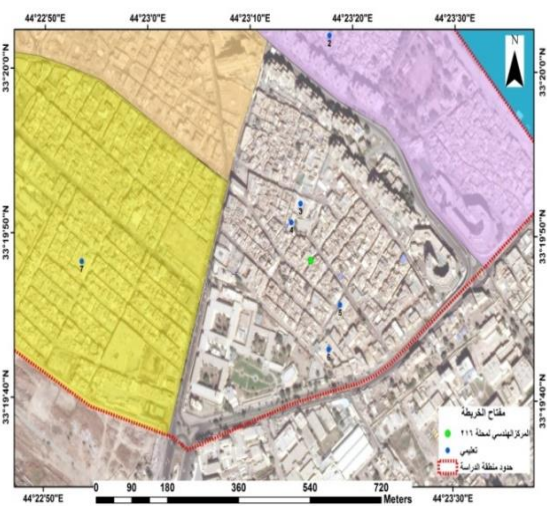 44°22'50"E 44°23'0"E 44°23'10"E 44°23'20"E 44°23'30"E
33°20'0"N 33°20'0"N
33°19'50"N 33°19'50"N
33°19'40"N 33°19'40"N
N
2
3
4
5
6
7
مفتاح الخريطة
المركز الهندسي لمحلة ٢١٦
تعليمي
حدود منطقة الدراسة
44°22'50"E 44°23'30"E
0 90 180 360 540 720
Meters